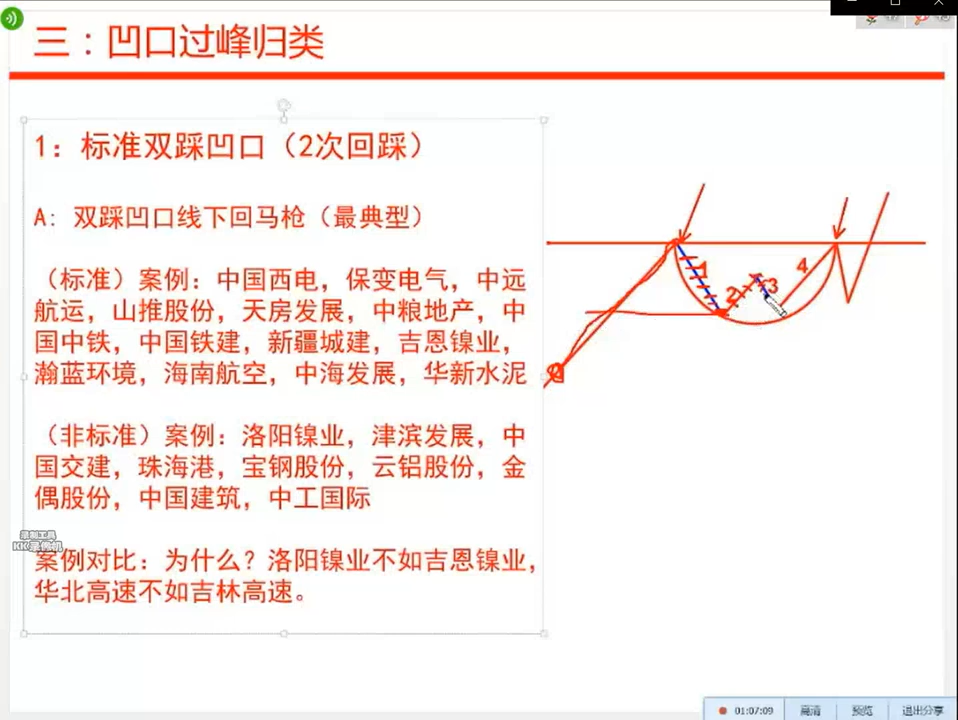 三：凹口过峰归类
1：标准双踩凹口（2次回踩）
A：双踩凹口线下回马枪（最典型）
（标准）案例：中国西电，保变电气，中远
航运，山推股份，天房发展，中粮地产，中
国中铁，中国铁建，新疆城建，吉恩镍业，
瀚蓝环境，海南航空，中海发展，华新水泥
（非标准）案例：洛阳镍业，津滨发展，中
国交建，珠海港，宝钢股份，云铝股份，金
偶股份，中国建筑，中工国际
案例对比：为什么？洛阳镍业不如吉恩镍业，
华北高速不如吉林高速。
1
2
3
4
录制工具
KK录像机
01:07:09
高清
预览
退出分享